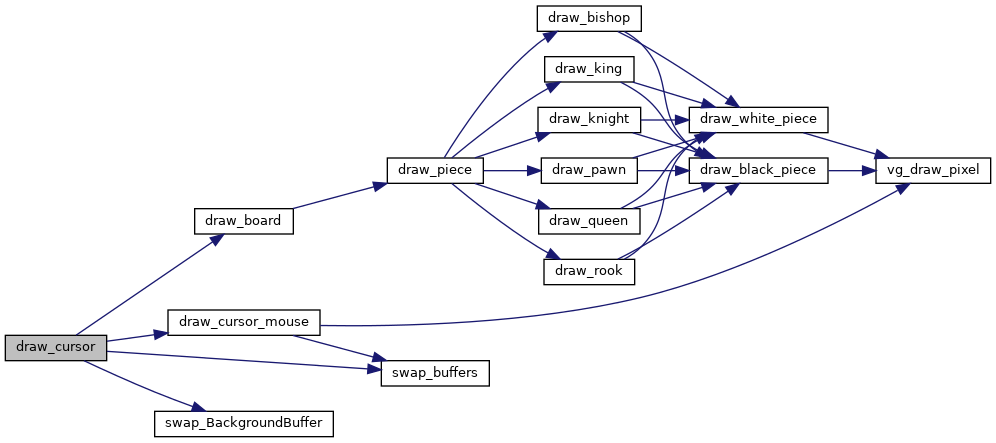 draw_bishop
draw_king
draw_knight
draw_white_piece
draw_piece
draw_pawn
draw_black_piece
vg_draw_pixel
draw_board
draw_queen
draw_rook
draw_cursor_mouse
draw_cursor
swap_buffers
swap_BackgroundBuffer